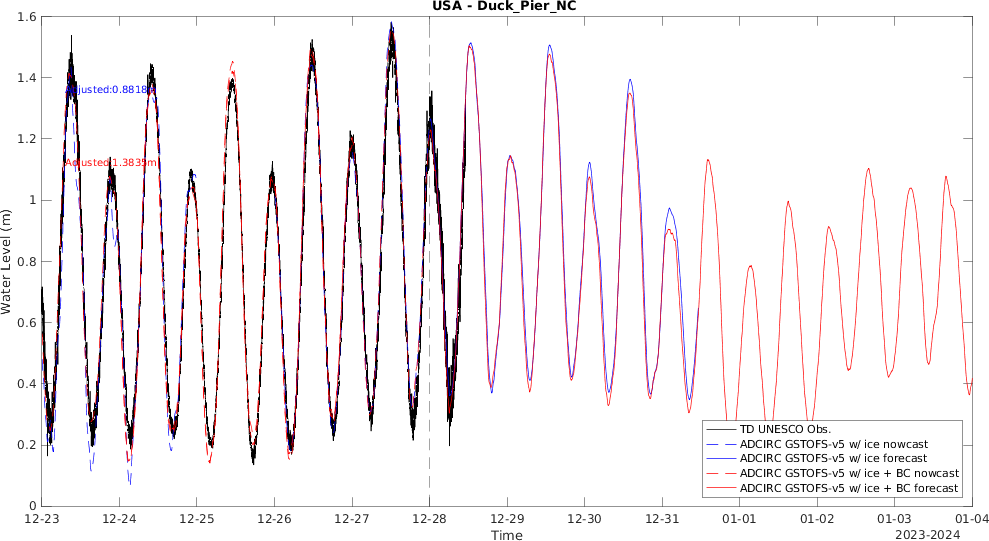 USA - Duck_Pier_NC
1.6
1.4
1.2
1
0.8
0.6
0.4
0.2
0
Water Level (m)
Adjusted:0.8818m
Adjusted:1.3835m
TD UNESCO Obs.
ADCIRC GSTOFS-v5 w/ ice nowcast
ADCIRC GSTOFS-v5 w/ ice forecast
ADCIRC GSTOFS-v5 w/ ice + BC nowcast
ADCIRC GSTOFS-v5 w/ ice + BC forecast
12-23 12-24 12-25 12-26 12-27 12-28 12-29 12-30 12-31 01-01 01-02 01-03 01-04
Time
2023-2024